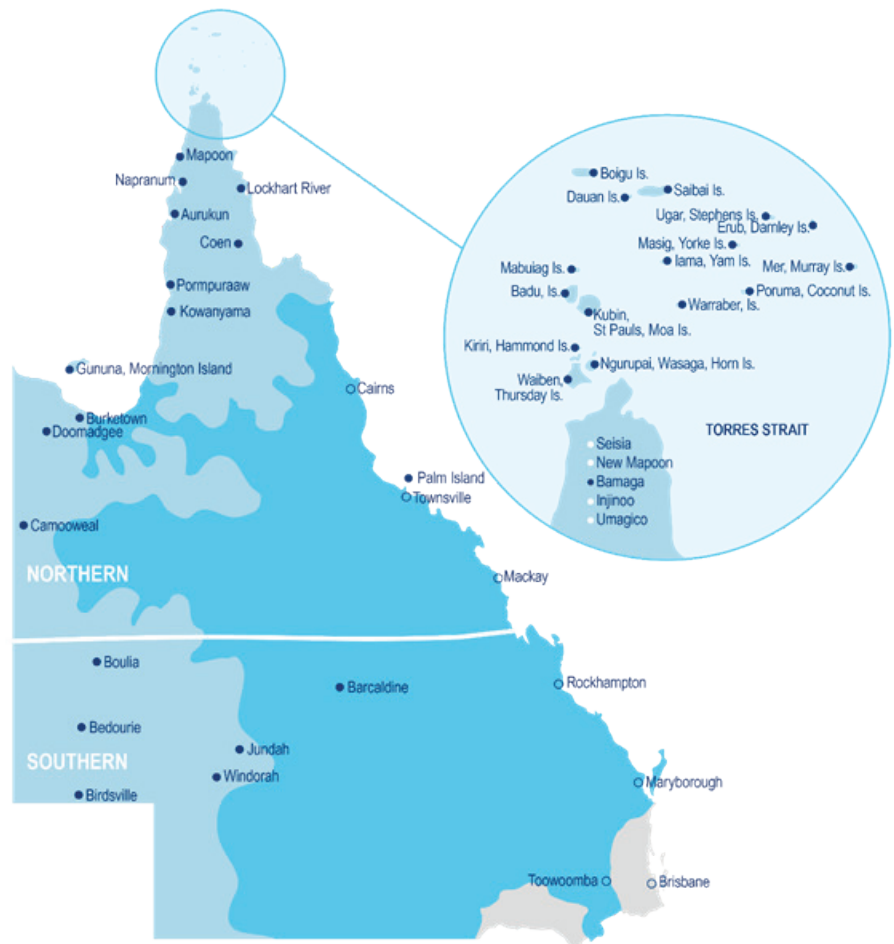 Mapoon
Napranum
Lockhart River
Aurukun
Coen
Pormpuraaw
Kowanyama
Gununa, Mornington Island
Cairns
Burketown
Doomadgee
Palm Island
Townsville
Camooweal
NORTHERN
Mackay
Boulia
Barcaldine
Rockhampton
Bedourie
Jundah
SOUTHERN
Windorah
Maryborough
Birdsville
Toowoomba
Brisbane
Boigu Is.
Saibai Is.
Dauan Is.
Ugar, Stephens Is.
Erub, Darnley Is.
Masig, Yorke Is.
Iama, Yam Is.
Mer, Murray Is.
Mabuiag Is.
Badu, Is.
Poruma, Coconut Is.
Warraber, Is.
Kubin,
St Pauls, Moa Is.
Kiriri, Hammond Is.
Ngurupai, Wasaga, Horn Is.
Waiben,
Thursday Is.
TORRES STRAIT
Seisia
New Mapoon
Bamaga
Injinoo
Umagico